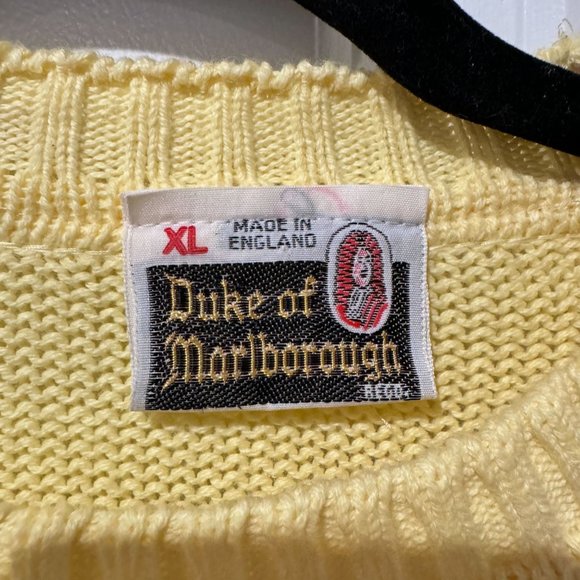 XL
MADE IN
ENGLAND
Duke of
Marlborough
REGD.